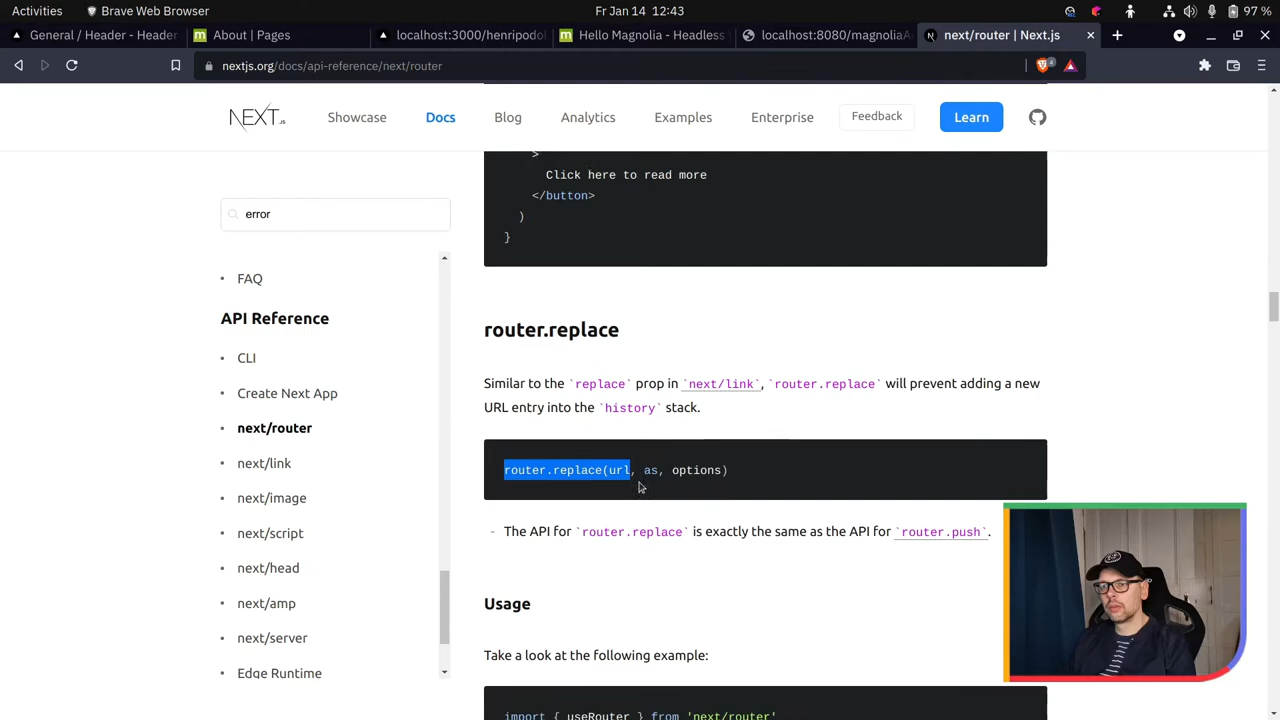 Activities
Brave Web Browser
Fr Jan 14 12:43
97 %
General / Header - Header
About | Pages
localhost:3000/henripodol
Hello Magnolia - Headless
localhost:8080/magnoliaA
next/router | Next.js
nextjs.org/docs/api-reference/next/router
4
NEXT.JS
Showcase
Docs
Blog
Analytics
Examples
Enterprise
Feedback
Learn
error
FAQ
API Reference
CLI
Create Next App
next/router
next/link
next/image
next/script
next/head
next/amp
next/server
Edge Runtime
>
Click here to read more
</button>
)
}
router.replace
Similar to the `replace` prop in `next/link`, `router.replace` will prevent adding a new
URL entry into the `history` stack.
router.replace(url, as, options)
- The API for `router.replace` is exactly the same as the API for `router.push`.
Usage
Take a look at the following example:
import { useRouter } from 'next/router'